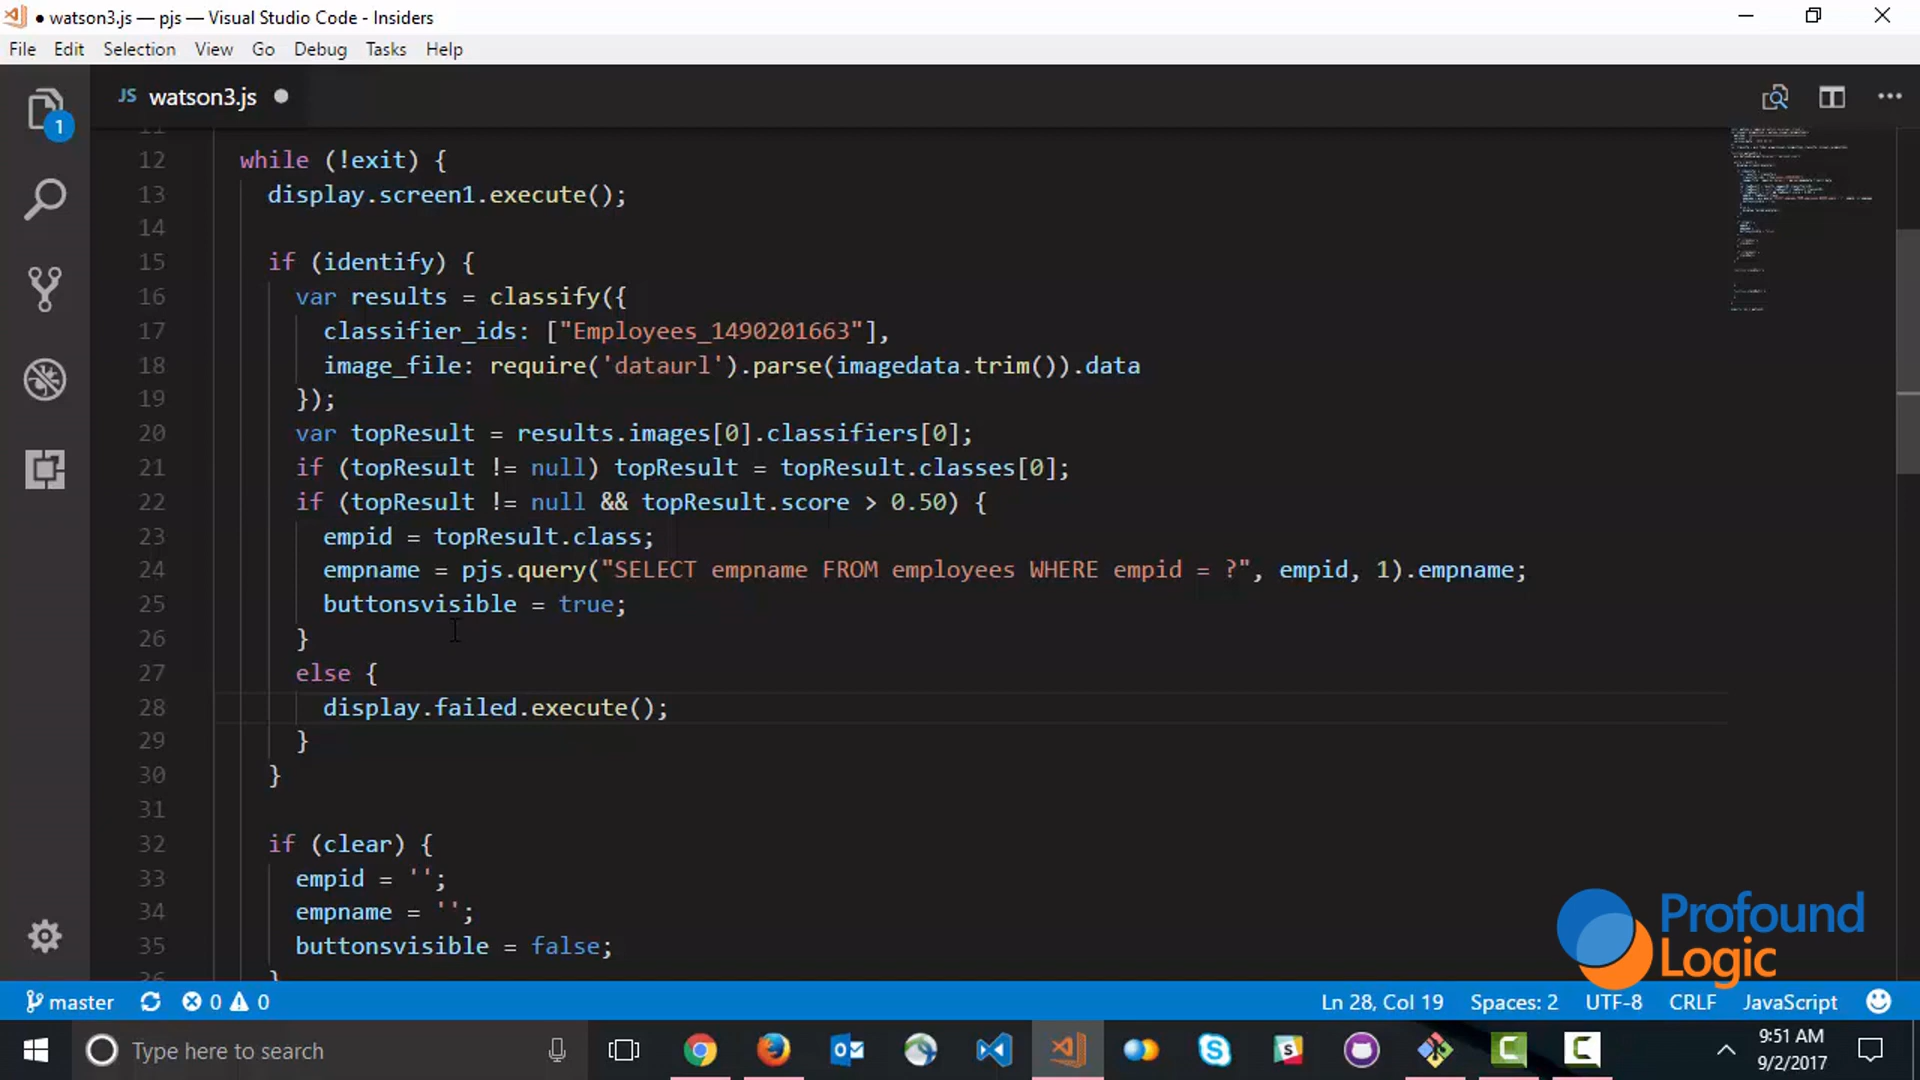 ● watson3.js — pjs — Visual Studio Code - Insiders
File Edit Selection View Go Debug Tasks Help
JS watson3.js ●
1
11
12 while (!exit) {
13 display.screen1.execute();
14
15 if (identify) {
16 var results = classify({
17 classifier_ids: ["Employees_1490201663"],
18 image_file: require('dataurl').parse(imagedata.trim()).data
19 });
20 var topResult = results.images[0].classifiers[0];
21 if (topResult != null) topResult = topResult.classes[0];
22 if (topResult != null && topResult.score > 0.50) {
23 empid = topResult.class;
24 empname = pjs.query("SELECT empname FROM employees WHERE empid = ?", empid, 1).empname;
25 buttonsvisible = true;
26 }
27 else {
28 display.failed.execute();
29 }
30 }
31
32 if (clear) {
33 empid = '';
34 empname = '';
35 buttonsvisible = false;
36 }
Profound
Logic
master 0 0 Ln 28, Col 19 Spaces: 2 UTF-8 CRLF JavaScript
Type here to search
9:51 AM
9/2/2017